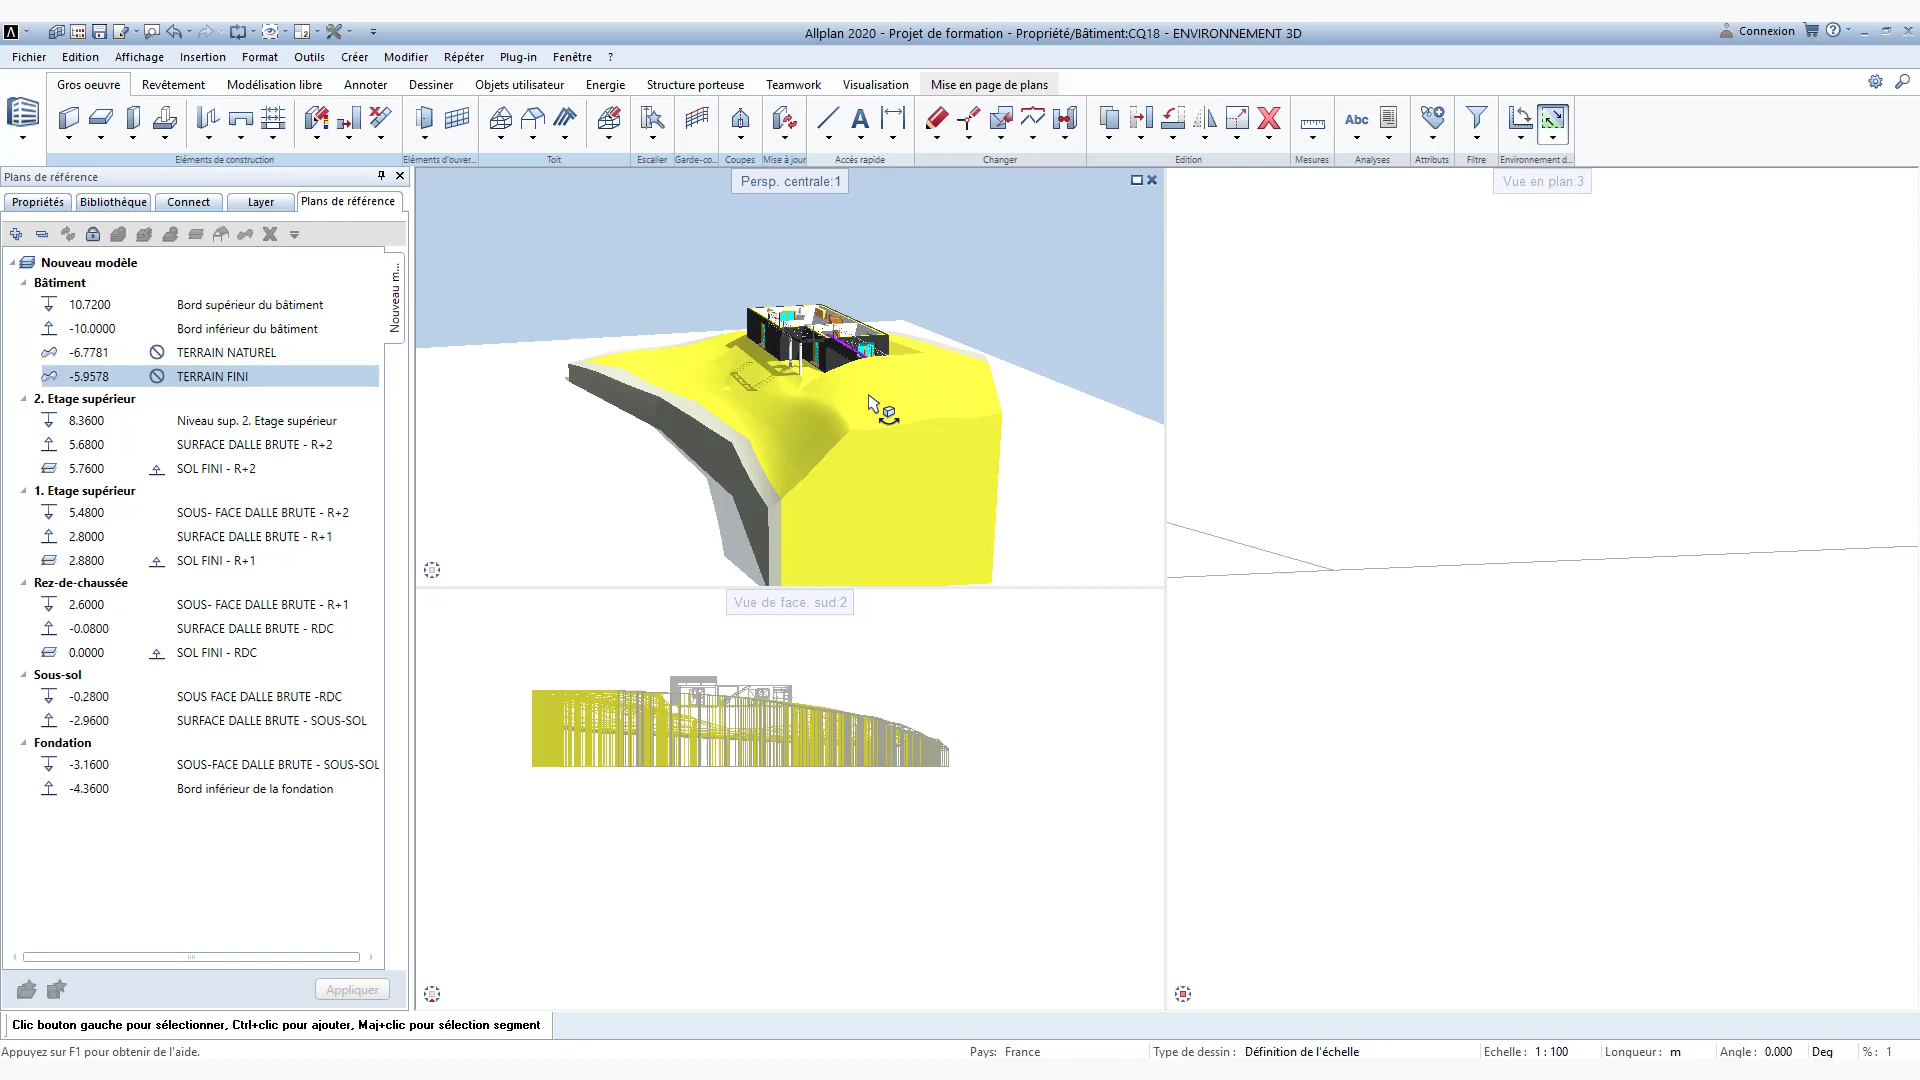 Allplan 2020 - Projet de formation - Propriété/Bâtiment:CQ18 - ENVIRONNEMENT 3D
Connexion
Fichier Edition Affichage Insertion Format Outils Créer Modifier Répéter Plug-in Fenêtre ?
Gros oeuvre Revêtement Modélisation libre Annoter Dessiner Objets utilisateur Energie Structure porteuse Teamwork Visualisation Mise en page de plans
Abc
Eléments de construction Eléments d'ouver... Toit Escalier Garde-co... Coupes Mise à jour Accès rapide Changer Edition Mesures Analyses Attributs Filtre Environnement d...
Plans de référence
Propriétés Bibliothèque Connect Layer Plans de référence
Nouveau m...
Nouveau modèle
Bâtiment
10.7200 Bord supérieur du bâtiment
-10.0000 Bord inférieur du bâtiment
-6.7781 TERRAIN NATUREL
-5.9578 TERRAIN FINI
2. Etage supérieur
8.3600 Niveau sup. 2. Etage supérieur
5.6800 SURFACE DALLE BRUTE - R+2
5.7600 SOL FINI - R+2
1. Etage supérieur
5.4800 SOUS- FACE DALLE BRUTE - R+2
2.8000 SURFACE DALLE BRUTE - R+1
2.8800 SOL FINI - R+1
Rez-de-chaussée
2.6000 SOUS- FACE DALLE BRUTE - R+1
-0.0800 SURFACE DALLE BRUTE - RDC
0.0000 SOL FINI - RDC
Sous-sol
-0.2800 SOUS FACE DALLE BRUTE -RDC
-2.9600 SURFACE DALLE BRUTE - SOUS-SOL
Fondation
-3.1600 SOUS-FACE DALLE BRUTE - SOUS-SOL
-4.3600 Bord inférieur de la fondation
Appliquer
Persp. centrale:1
Vue en plan:3
Vue de face, sud:2
Clic bouton gauche pour sélectionner, Ctrl+clic pour ajouter, Maj+clic pour sélection segment
Appuyez sur F1 pour obtenir de l'aide. Pays: France Type de dessin : Définition de l'échelle Echelle : 1 : 100 Longueur : m Angle : 0.000 Deg % : 1